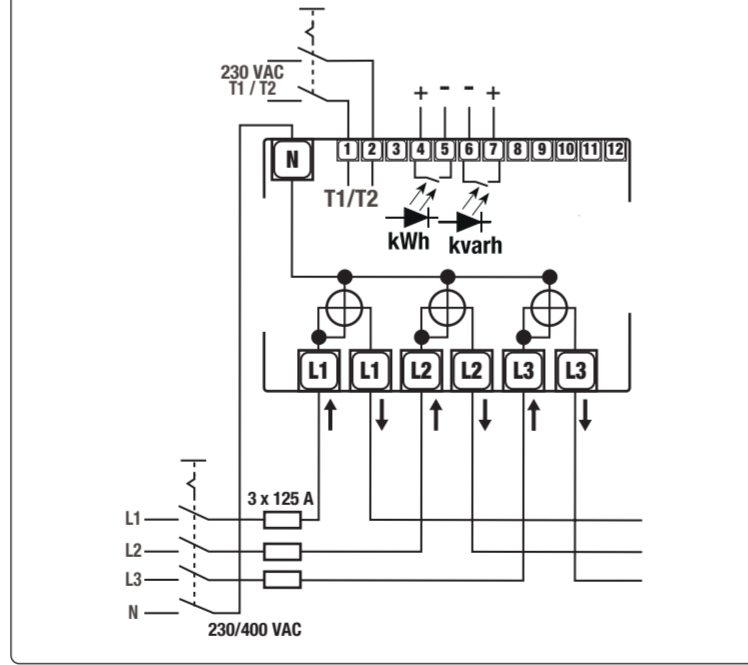 230 VAC
T1 / T2
+ - - +
N 1 2 3 4 5 6 7 8 9 10 11 12
T1/T2
kWh kvarh
L1 L1 L2 L2 L3 L3
3 x 125 A
L1
L2
L3
N
230/400 VAC